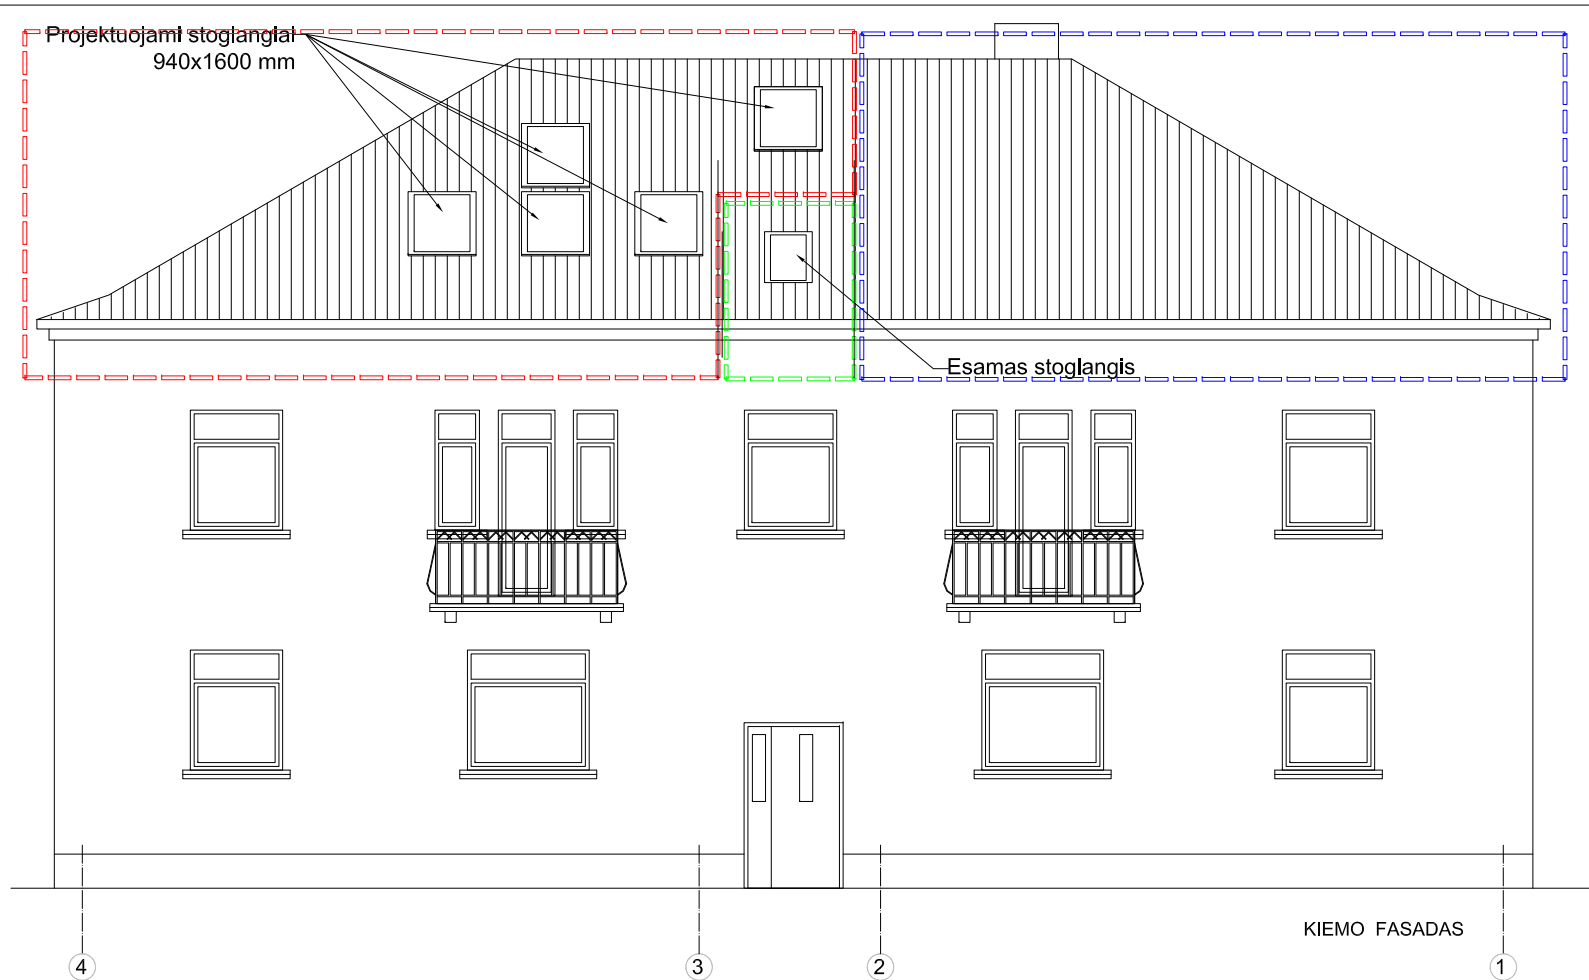 Projektuojami stoglangiai
940x1600 mm
Esamas stoglangis
KIEMO FASADAS
4
3
2
1